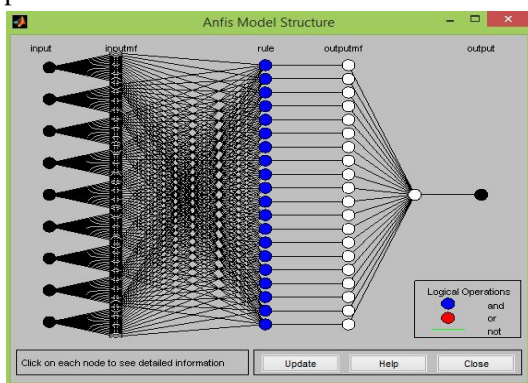 Anfis Model Structure
input inputmf rule outputmf output
Logical Operations
and
or
not
Click on each node to see detailed information
Update Help Close